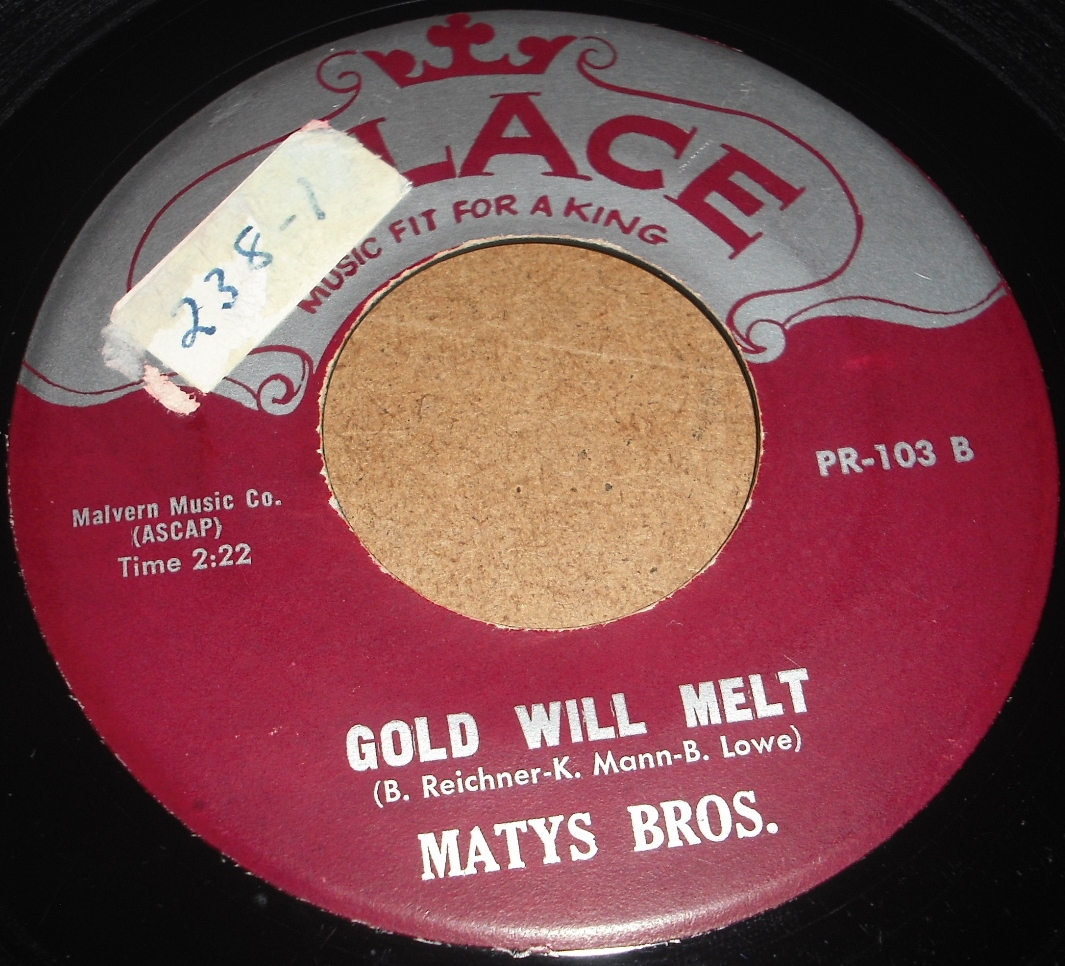 LACE
MUSIC FIT FOR A KING
238-1
PR-103 B
Malvern Music Co.
(ASCAP)
Time 2:22
GOLD WILL MELT
(B. Reichner-K. Mann-B. Lowe)
MATYS BROS.